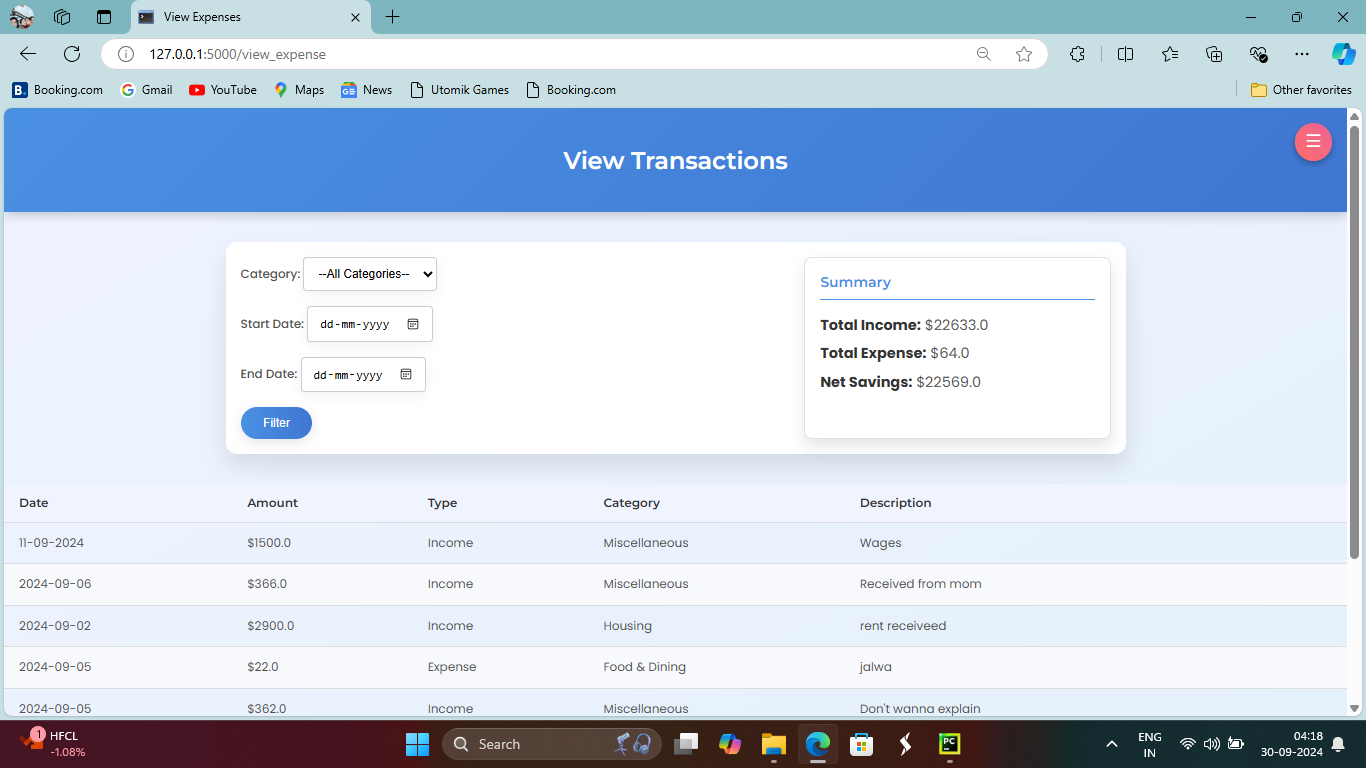 View Expenses
127.0.0.1:5000/view_expense
B. Booking.com Gmail YouTube Maps GE News Utomik Games Booking.com Other favorites
View Transactions
Category: --All Categories--
Start Date: dd-mm-yyyy
End Date: dd-mm-yyyy
Filter
Summary
Total Income: $22633.0
Total Expense: $64.0
Net Savings: $22569.0
Date Amount Type Category Description
11-09-2024 $1500.0 Income Miscellaneous Wages
2024-09-06 $366.0 Income Miscellaneous Received from mom
2024-09-02 $2900.0 Income Housing rent receiveed
2024-09-05 $22.0 Expense Food & Dining jalwa
2024-09-05 $362.0 Income Miscellaneous Don't wanna explain
1 HFCL
-1.08%
Search
PC
ENG
IN
04:18
30-09-2024